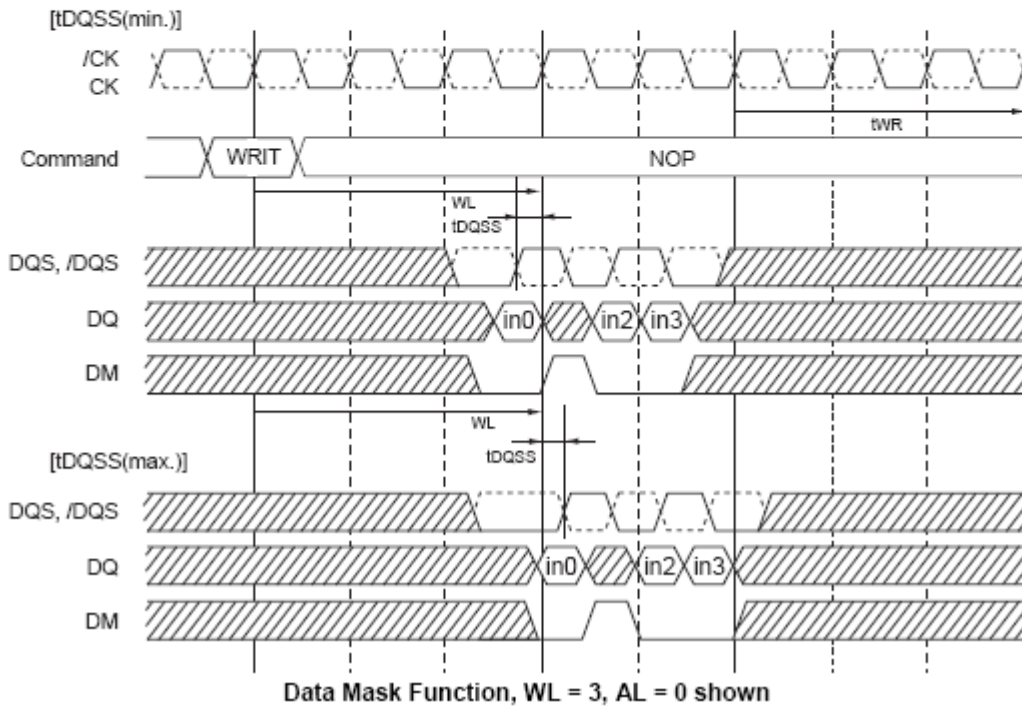 [tDQSS(min.)]
/CK
CK
tWR
Command WRIT NOP
WL
tDQSS
DQS, /DQS
DQ in0 in2 in3
DM
WL
tDQSS
[tDQSS(max.)]
DQS, /DQS
DQ in0 in2 in3
DM
Data Mask Function, WL = 3, AL = 0 shown